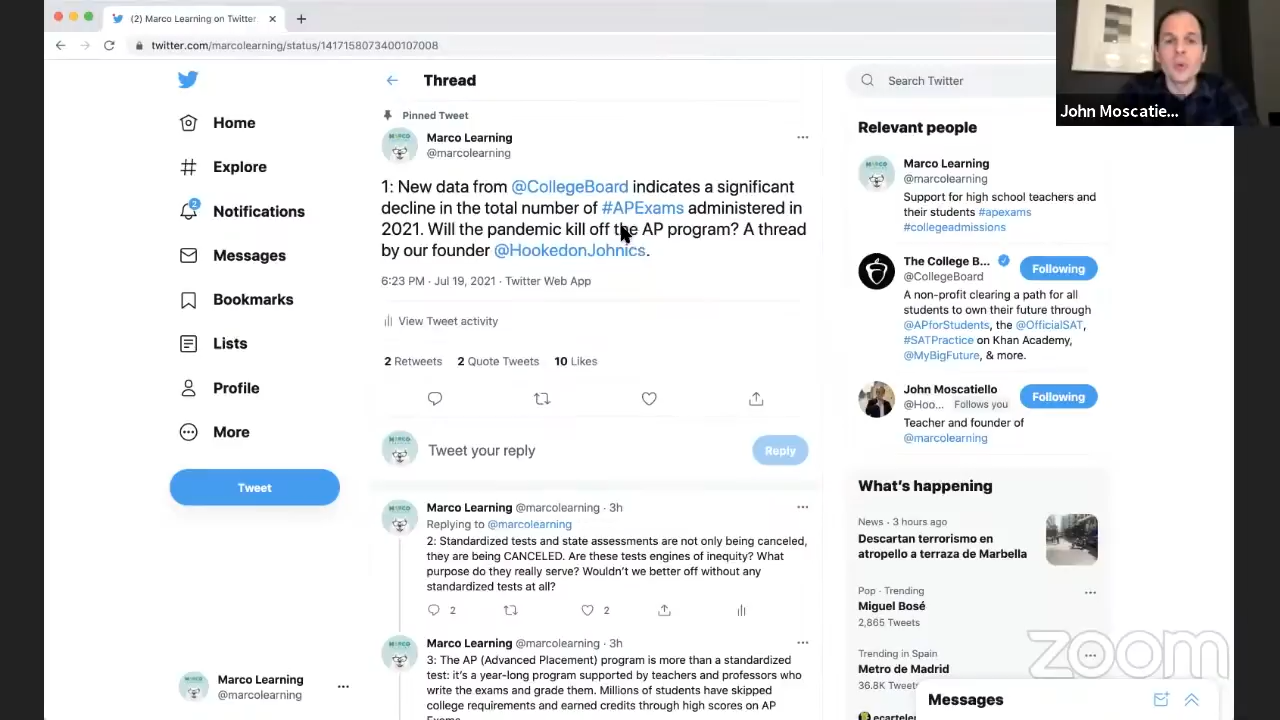 (2) Marco Learning on Twitter
twitter.com/marcolearning/status/1417158073400107008
John Moscatie...
Home
Explore
2
Notifications
Messages
Bookmarks
Lists
Profile
More
Tweet
Marco Learning
@marcolearning
Thread
Pinned Tweet
Marco Learning
@marcolearning
1: New data from @CollegeBoard indicates a significant
decline in the total number of #APExams administered in
2021. Will the pandemic kill off the AP program? A thread
by our founder @HookedonJohnics.
6:23 PM · Jul 19, 2021 · Twitter Web App
View Tweet activity
2 Retweets 2 Quote Tweets 10 Likes
Tweet your reply
Reply
Marco Learning @marcolearning · 3h
Replying to @marcolearning
2: Standardized tests and state assessments are not only being canceled,
they are being CANCELED. Are these tests engines of inequity? What
purpose do they really serve? Wouldn't we better off without any
standardized tests at all?
2 2
Marco Learning @marcolearning · 3h
3: The AP (Advanced Placement) program is more than a standardized
test: it's a year-long program supported by teachers and professors who
write the exams and grade them. Millions of students have skipped
college requirements and earned credits through high scores on AP
Exams.
Search Twitter
Relevant people
Marco Learning
@marcolearning
Support for high school teachers and
their students #apexams
#collegeadmissions
The College B...
@CollegeBoard
Following
A non-profit clearing a path for all
students to own their future through
@APforStudents, the @OfficialSAT,
#SATPractice on Khan Academy,
@MyBigFuture, & more.
John Moscatiello
@Hoo... Follows you
Following
Teacher and founder of
@marcolearning
What's happening
News · 3 hours ago
Descartan terrorismo en
atropello a terraza de Marbella
Pop · Trending
Miguel Bosé
2,865 Tweets
Trending in Spain
Metro de Madrid
36.8K Tweets
zoom
Messages